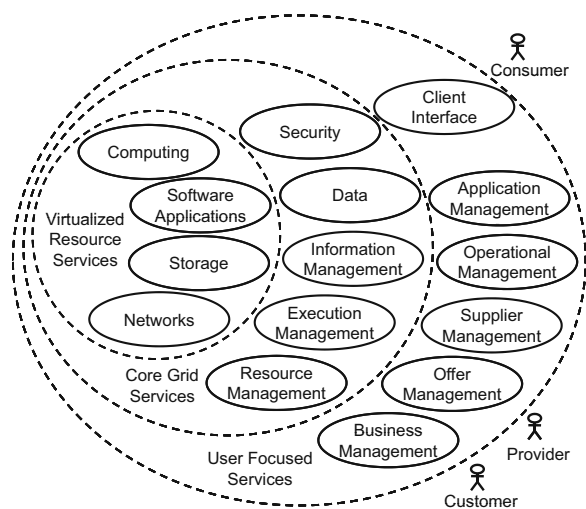 Consumer
Client
Interface
Security
Computing
Software
Applications
Data
Application
Management
Virtualized
Resource
Services
Storage
Information
Management
Operational
Management
Networks
Execution
Management
Supplier
Management
Core Grid
Services
Resource
Management
Offer
Management
Business
Management
User Focused
Services
Provider
Customer